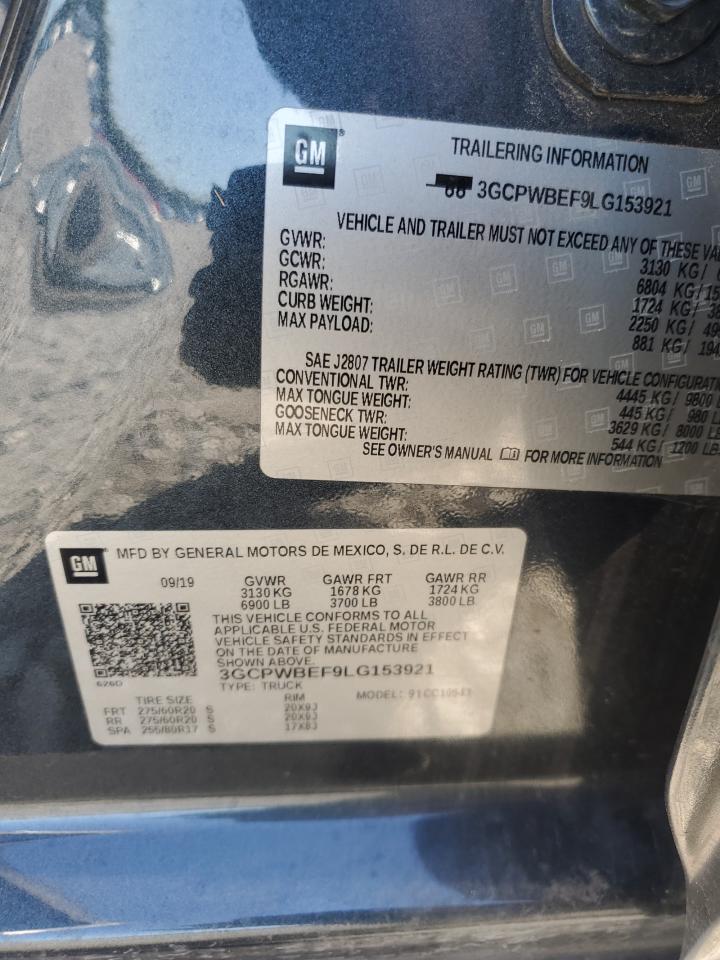 GM
TRAILERING INFORMATION
3GCPWBEF9LG153921
VEHICLE AND TRAILER MUST NOT EXCEED ANY OF THESE
GVWR: 3130 KG /
GCWR: 6804 KG /
RGAWR: 1724 KG /
CURB WEIGHT: 2250 KG /
MAX PAYLOAD: 881 KG /
SAE J2807 TRAILER WEIGHT RATING (TWR) FOR VEHICLE
CONVENTIONAL TWR: 4445 KG / 9800
MAX TONGUE WEIGHT: 445 KG / 980
GOOSENECK TWR: 3629 KG / 8000
MAX TONGUE WEIGHT: 544 KG / 1200
SEE OWNER'S MANUAL FOR MORE INFORMATION
GM MFD BY GENERAL MOTORS DE MEXICO, S. DE R.L. DE C.V.
09/19 GVWR GAWR FRT GAWR RR
3130 KG 1678 KG 1724 KG
6900 LB 3700 LB 3800 LB
THIS VEHICLE CONFORMS TO ALL
APPLICABLE U.S. FEDERAL MOTOR
VEHICLE SAFETY STANDARDS IN EFFECT
ON THE DATE OF MANUFACTURE
SHOWN ABOVE.
3GCPWBEF9LG153921
TYPE: TRUCK MODEL:
TIRE SIZE RIM
FRT 275/60R20 S 20X9J
RR 275/60R20 S 20X9J
SPA 255/80R17 S 17X8J